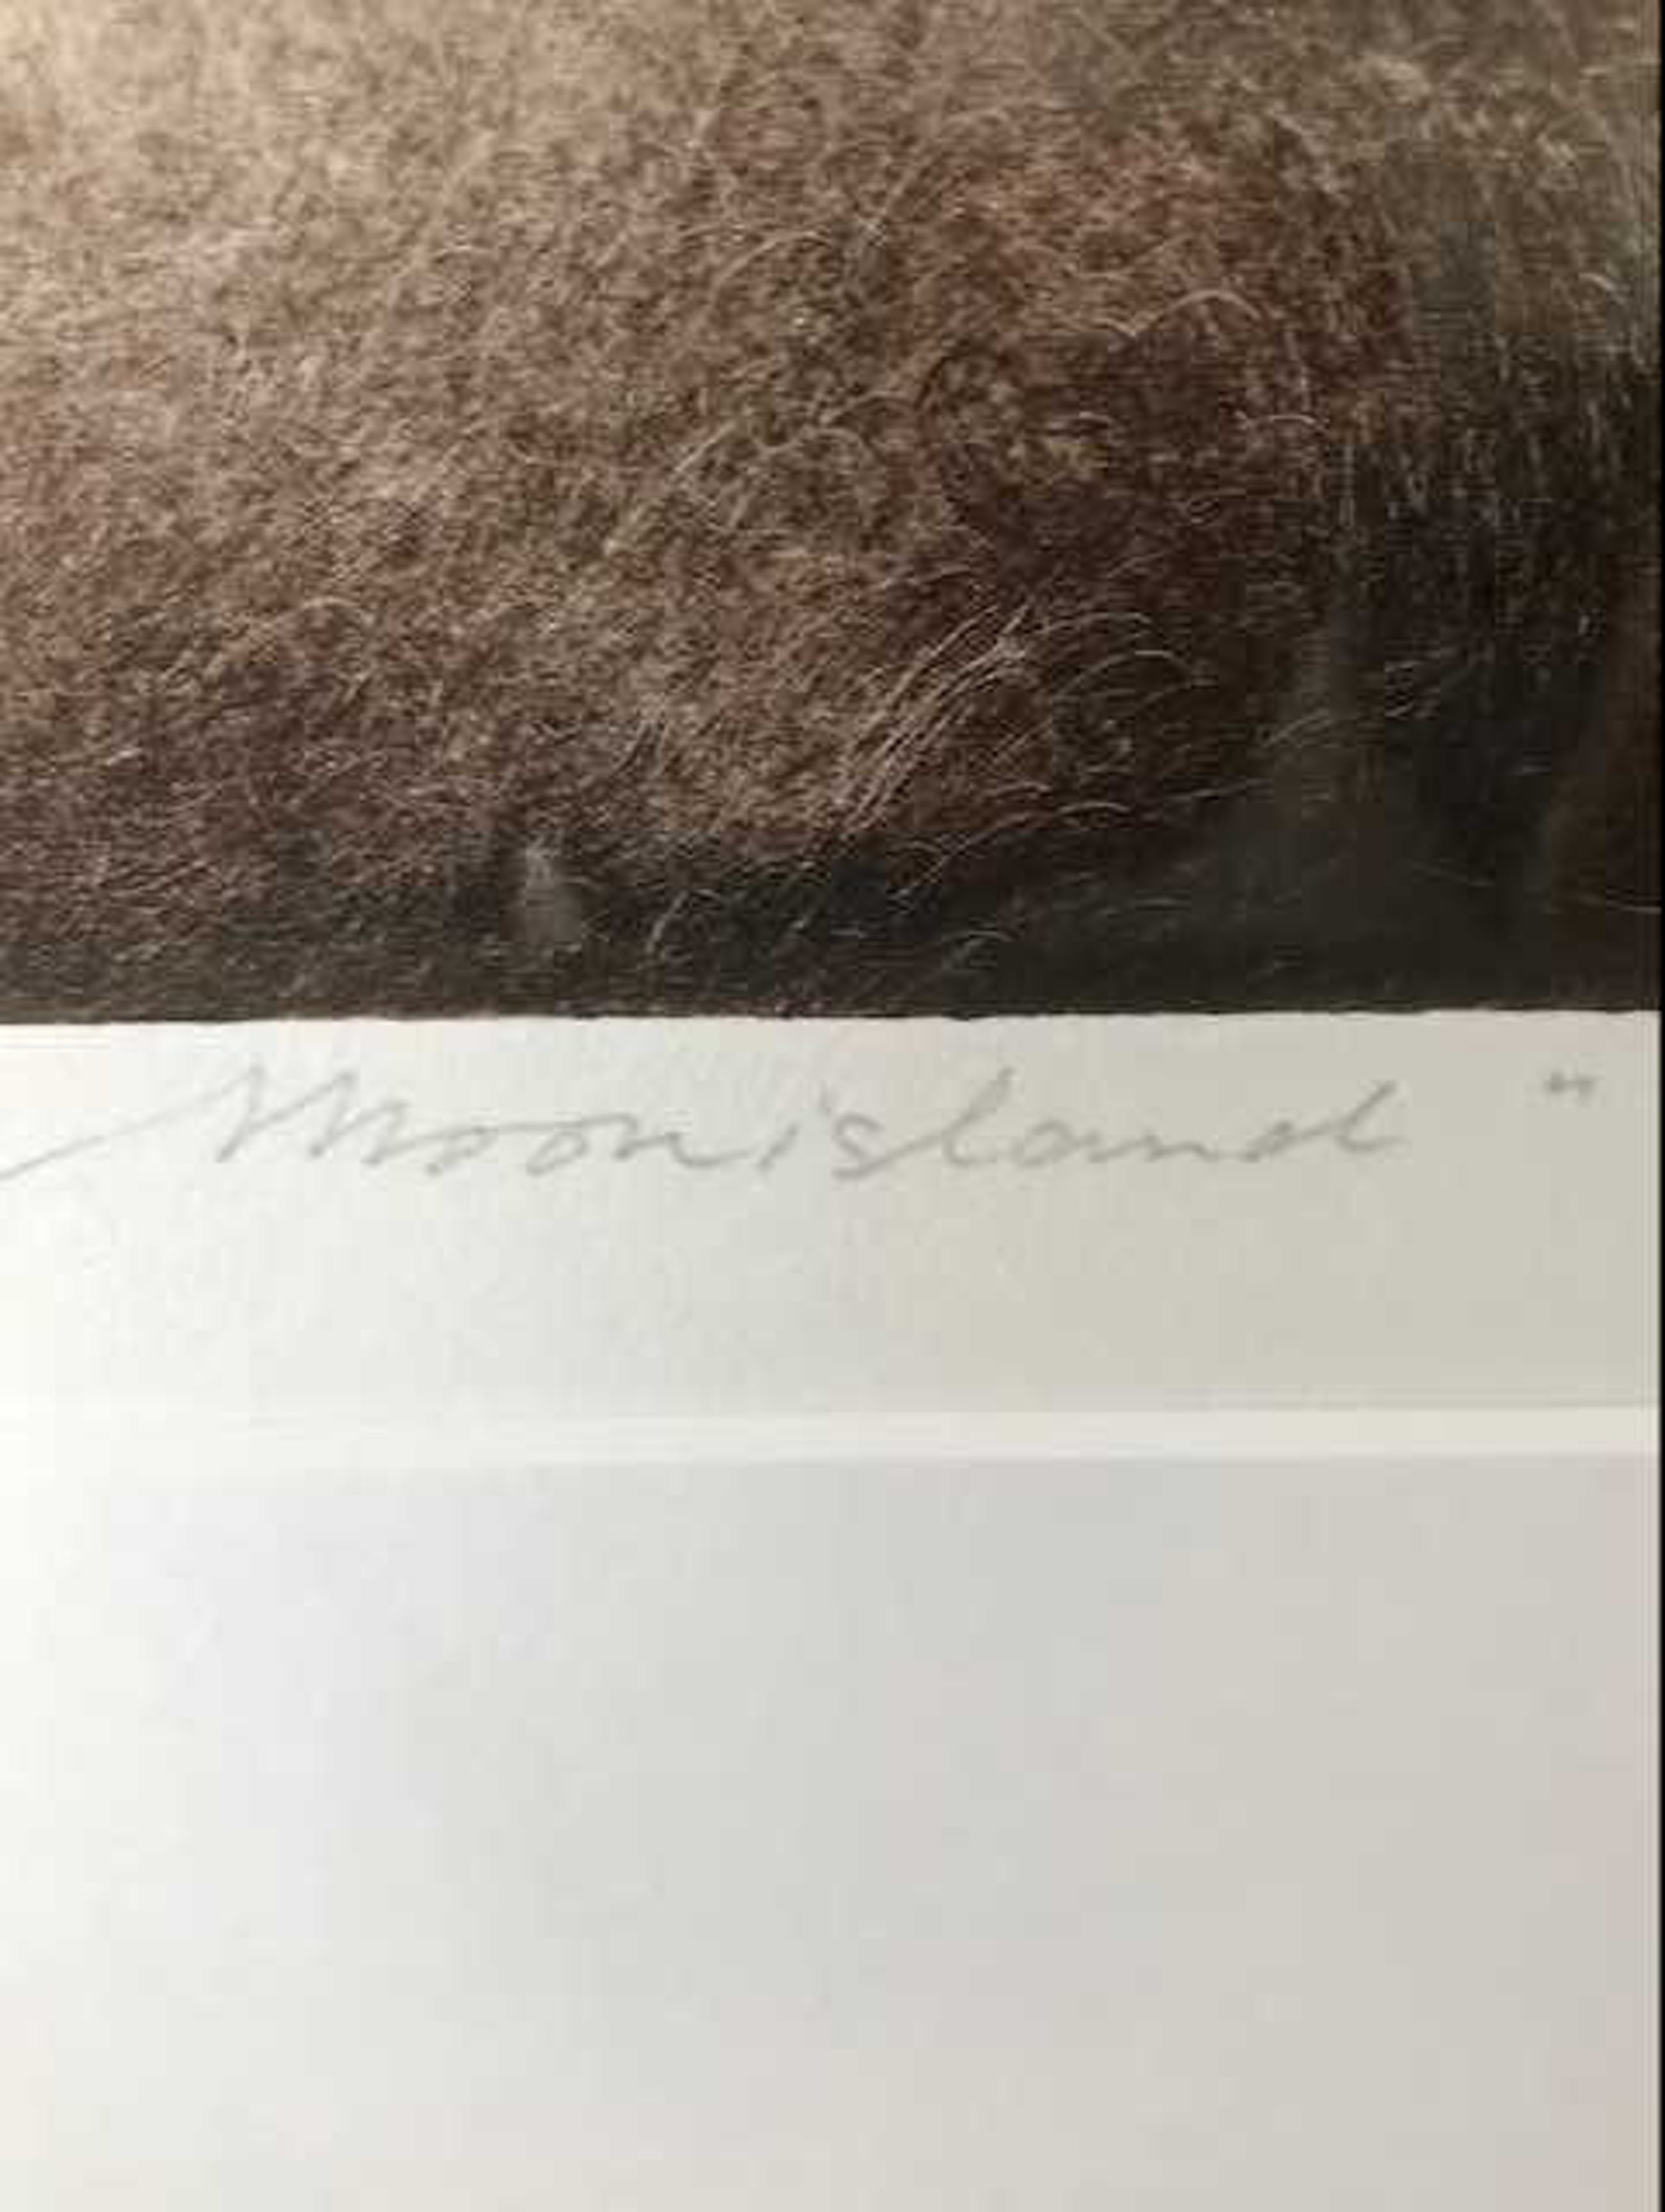 Moon island "